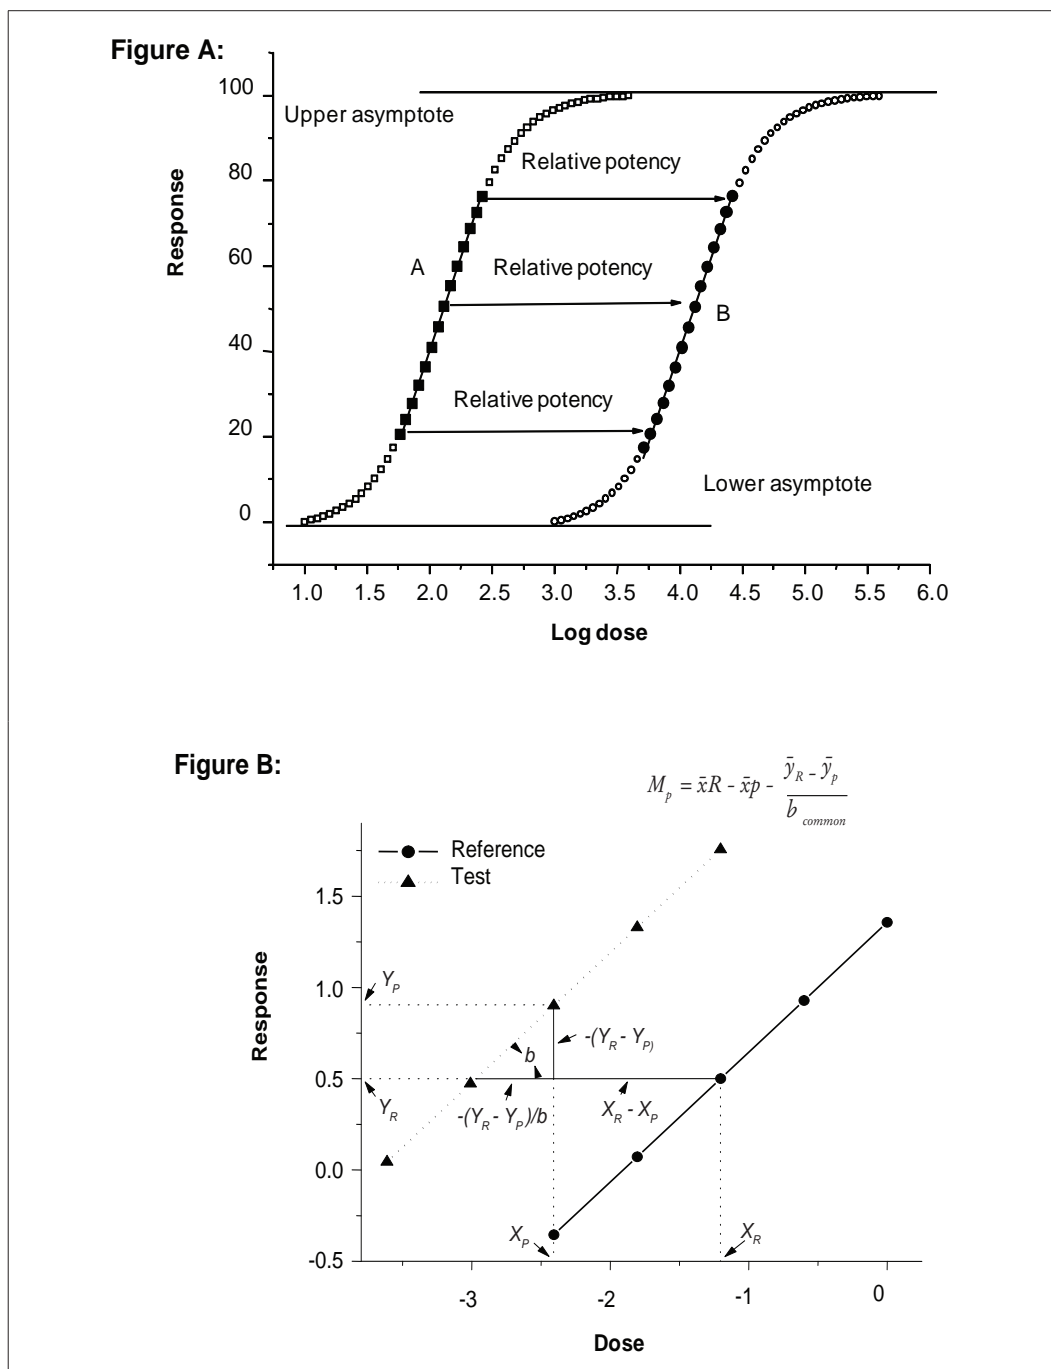 Figure A:
100
Upper asymptote
Relative potency
80
Response
A
60
Relative potency
B
40
Relative potency
20
Lower asymptote
0
1.0 1.5 2.0 2.5 3.0 3.5 4.0 4.5 5.0 5.5 6.0
Log dose
Figure B:
M_p = x̄R - x̄p - (ȳ_R - ȳ_p) / b_common
Reference
Test
1.5
Response
Y_P
1.0
-(Y_R - Y_P)
b
0.5
Y_R
-(Y_R - Y_P)/b
X_R - X_P
0.0
X_P
X_R
-0.5
-3 -2 -1 0
Dose